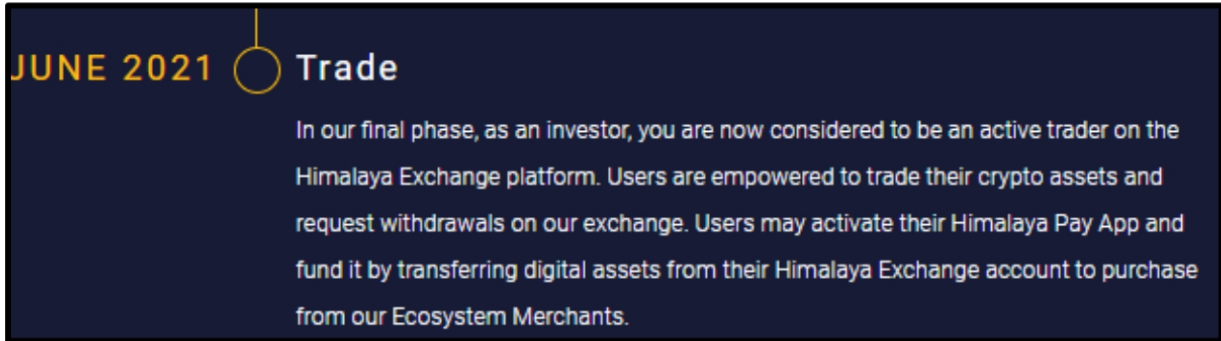 JUNE 2021 Trade
In our final phase, as an investor, you are now considered to be an active trader on the
Himalaya Exchange platform. Users are empowered to trade their crypto assets and
request withdrawals on our exchange. Users may activate their Himalaya Pay App and
fund it by transferring digital assets from their Himalaya Exchange account to purchase
from our Ecosystem Merchants.